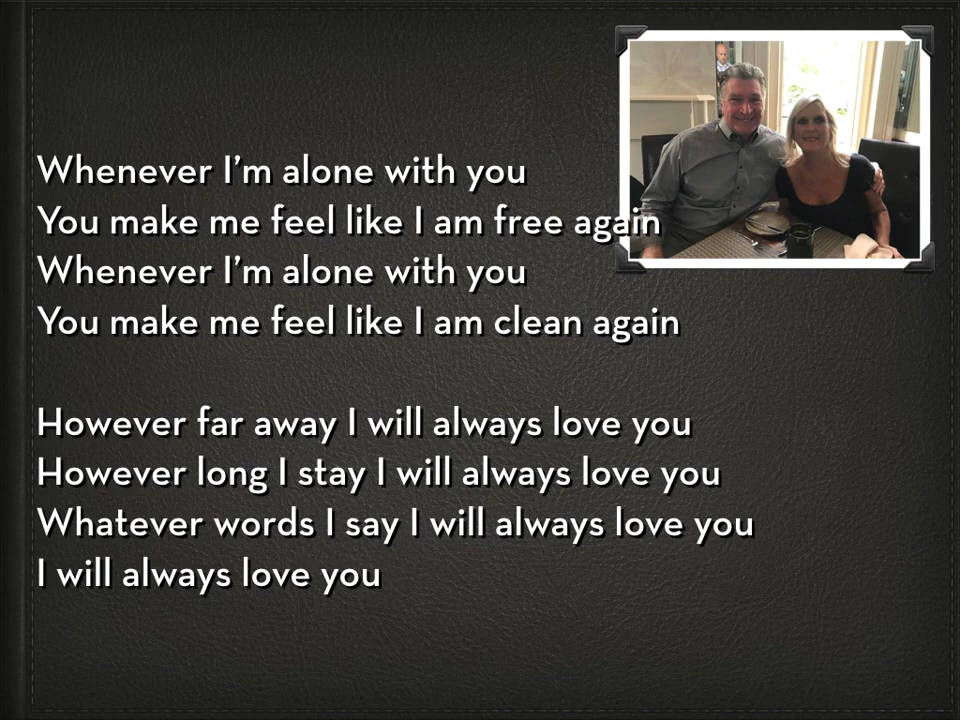 Whenever I’m alone with you
You make me feel like I am free again
Whenever I’m alone with you
You make me feel like I am clean again
However far away I will always love you
However long I stay I will always love you
Whatever words I say I will always love you
I will always love you